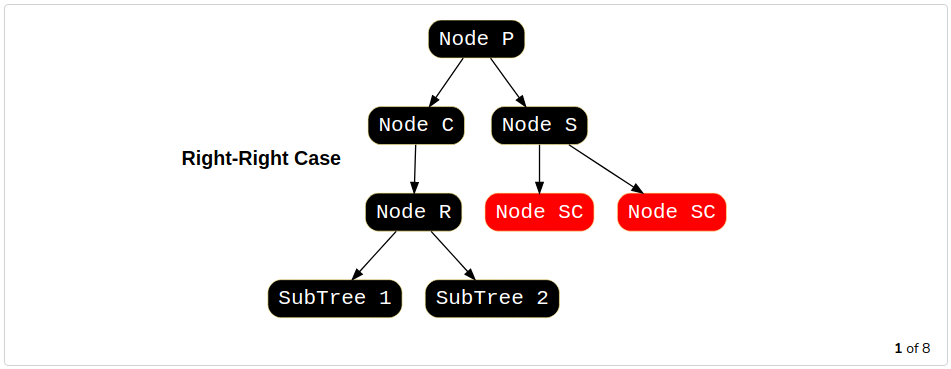 Node P
Node C
Node S
Right-Right Case
Node R
Node SC
Node SC
SubTree 1
SubTree 2
1 of 8